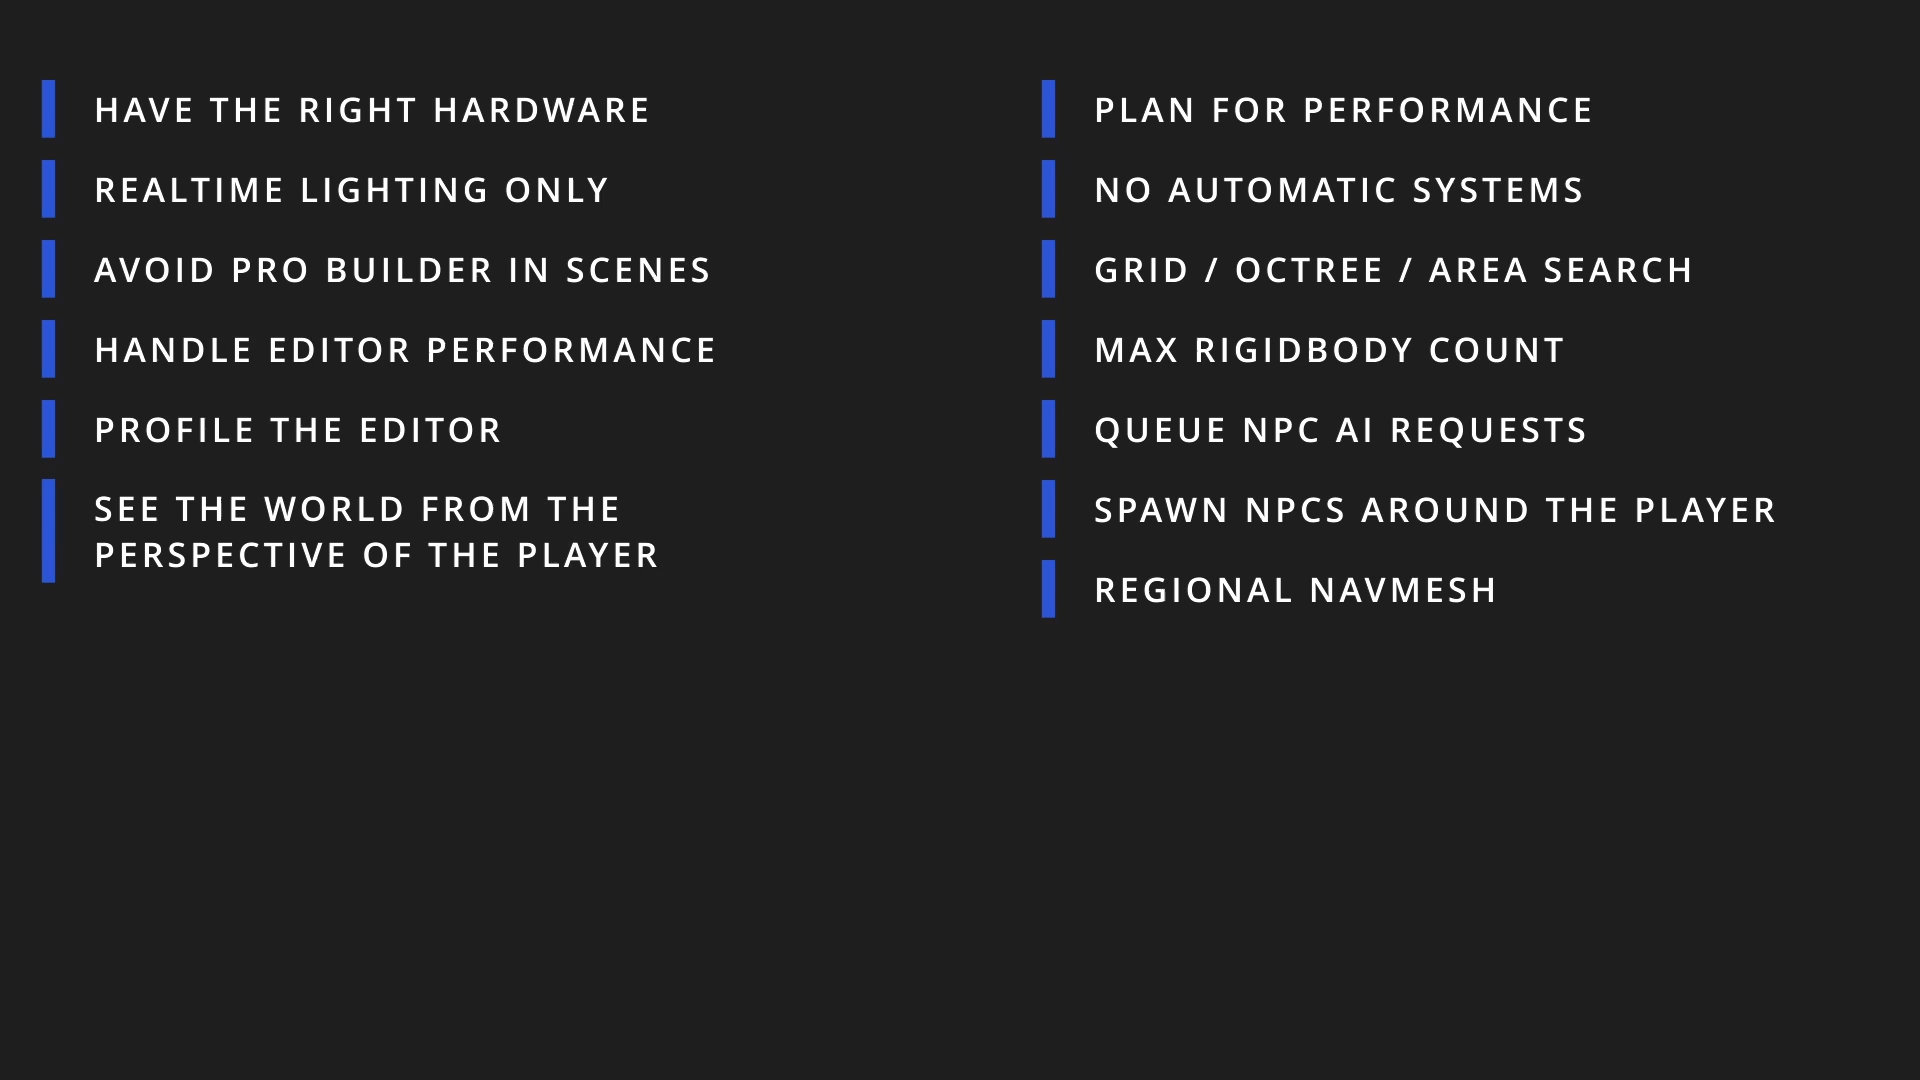 HAVE THE RIGHT HARDWARE
REALTIME LIGHTING ONLY
AVOID PRO BUILDER IN SCENES
HANDLE EDITOR PERFORMANCE
PROFILE THE EDITOR
SEE THE WORLD FROM THE
PERSPECTIVE OF THE PLAYER
PLAN FOR PERFORMANCE
NO AUTOMATIC SYSTEMS
GRID / OCTREE / AREA SEARCH
MAX RIGIDBODY COUNT
QUEUE NPC AI REQUESTS
SPAWN NPCS AROUND THE PLAYER
REGIONAL NAVMESH